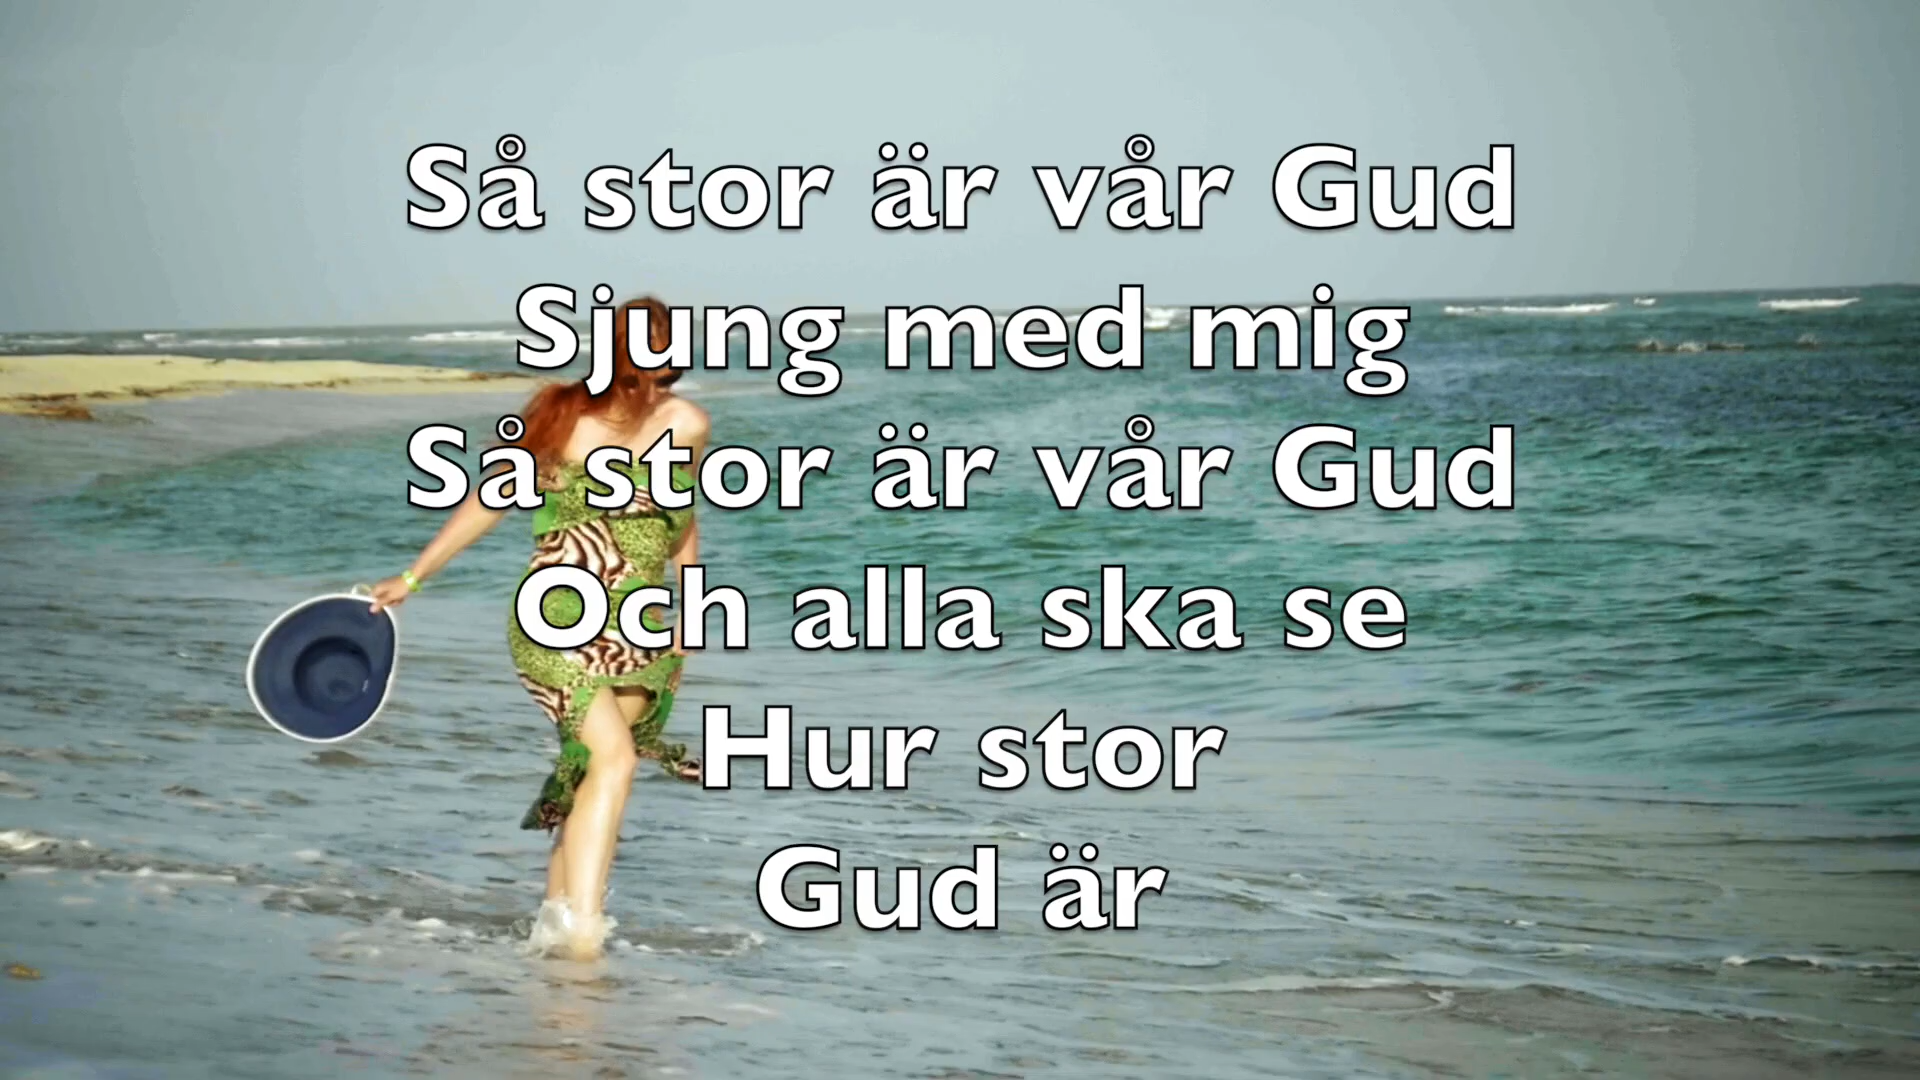 Så stor är vår Gud
Sjung med mig
Så stor är vår Gud
Och alla ska se
Hur stor
Gud är